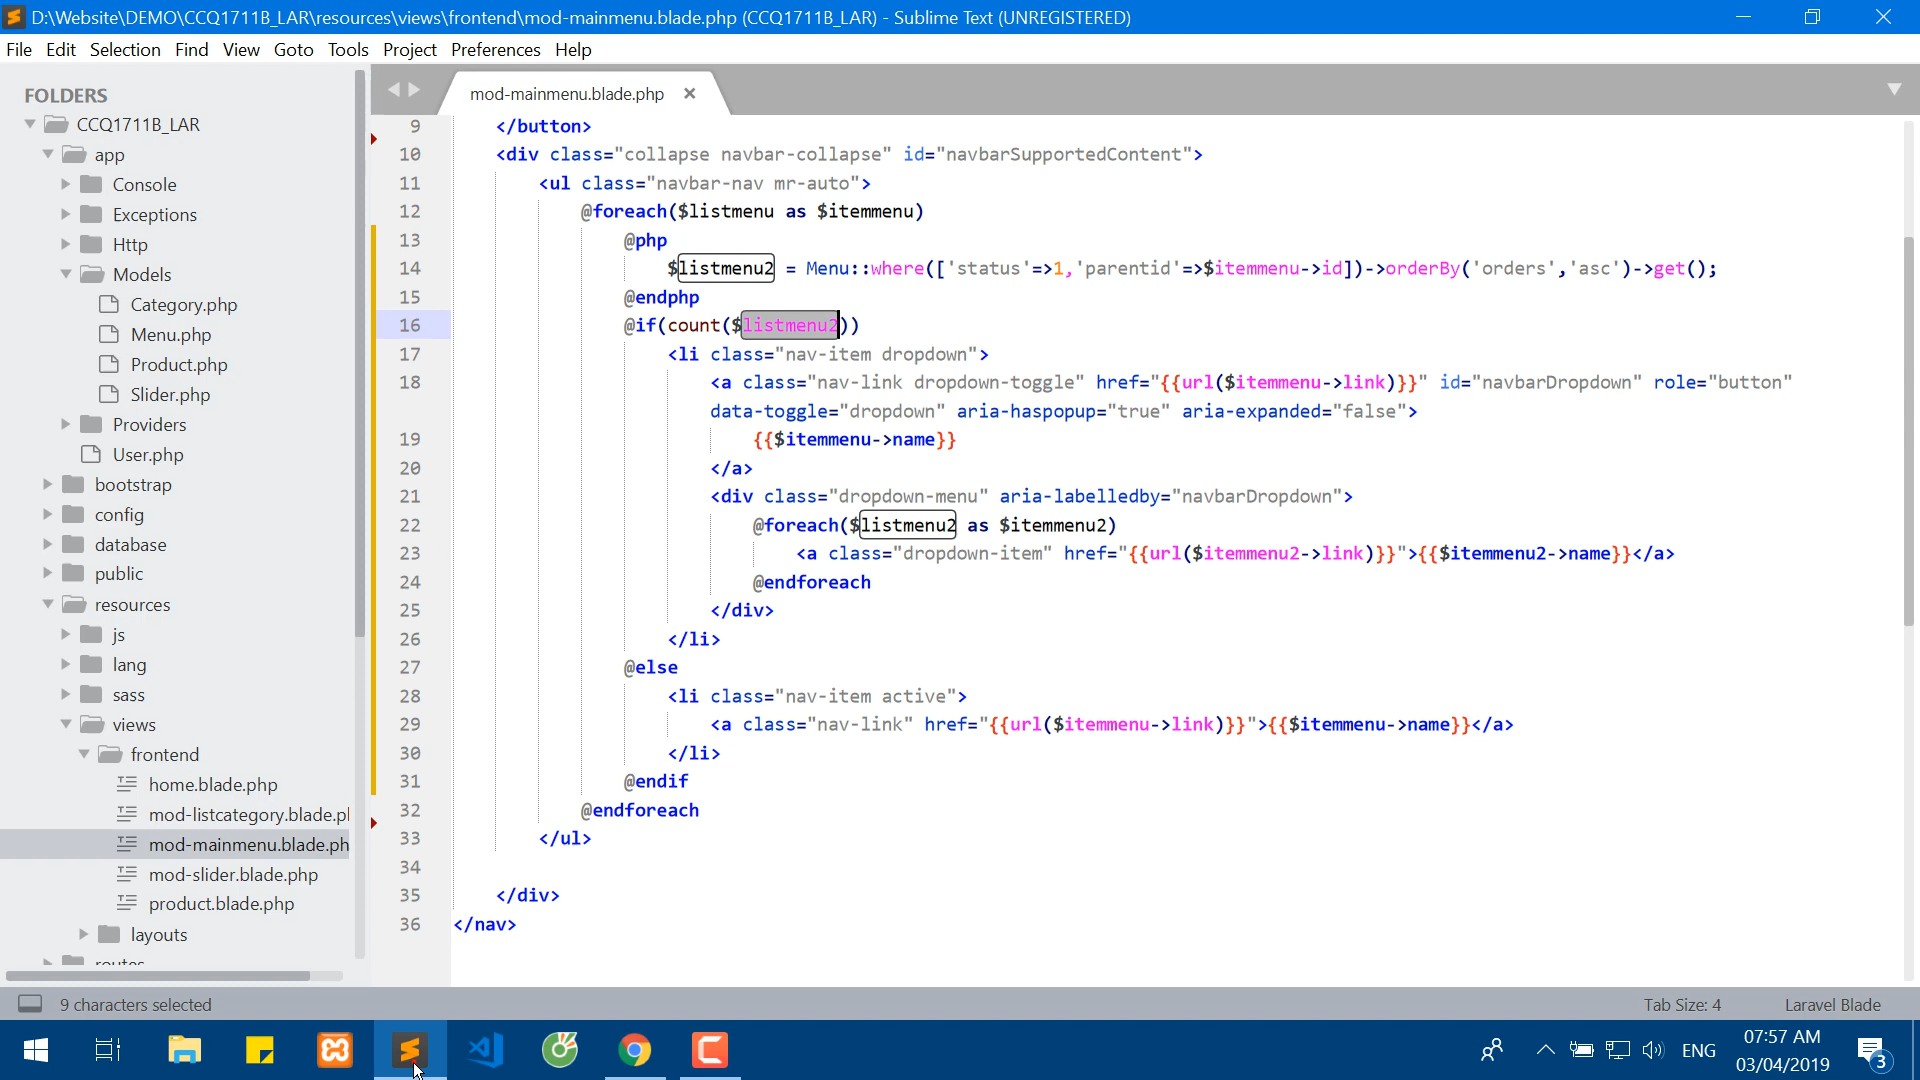 D:\Website\DEMO\CCQ1711B_LAR\resources\views\frontend\mod-mainmenu.blade.php (CCQ1711B_LAR) - Sublime Text (UNREGISTERED)
File Edit Selection Find View Goto Tools Project Preferences Help
FOLDERS
CCQ1711B_LAR
app
Console
Exceptions
Http
Models
Category.php
Menu.php
Product.php
Slider.php
Providers
User.php
bootstrap
config
database
public
resources
js
lang
sass
views
frontend
home.blade.php
mod-listcategory.blade.pl
mod-mainmenu.blade.ph
mod-slider.blade.php
product.blade.php
layouts
routes
mod-mainmenu.blade.php
9 </button>
10 <div class="collapse navbar-collapse" id="navbarSupportedContent">
11 <ul class="navbar-nav mr-auto">
12 @foreach($listmenu as $itemmenu)
13 @php
14 $listmenu2 = Menu::where(['status'=>1,'parentid'=>$itemmenu->id])->orderBy('orders','asc')->get();
15 @endphp
16 @if(count($listmenu2))
17 <li class="nav-item dropdown">
18 <a class="nav-link dropdown-toggle" href="{{url($itemmenu->link)}}" id="navbarDropdown" role="button"
data-toggle="dropdown" aria-haspopup="true" aria-expanded="false">
19 {{$itemmenu->name}}
20 </a>
21 <div class="dropdown-menu" aria-labelledby="navbarDropdown">
22 @foreach($listmenu2 as $itemmenu2)
23 <a class="dropdown-item" href="{{url($itemmenu2->link)}}">{{$itemmenu2->name}}</a>
24 @endforeach
25 </div>
26 </li>
27 @else
28 <li class="nav-item active">
29 <a class="nav-link" href="{{url($itemmenu->link)}}">{{$itemmenu->name}}</a>
30 </li>
31 @endif
32 @endforeach
33 </ul>
34
35 </div>
36 </nav>
9 characters selected
Tab Size: 4
Laravel Blade
ENG
07:57 AM
03/04/2019
3